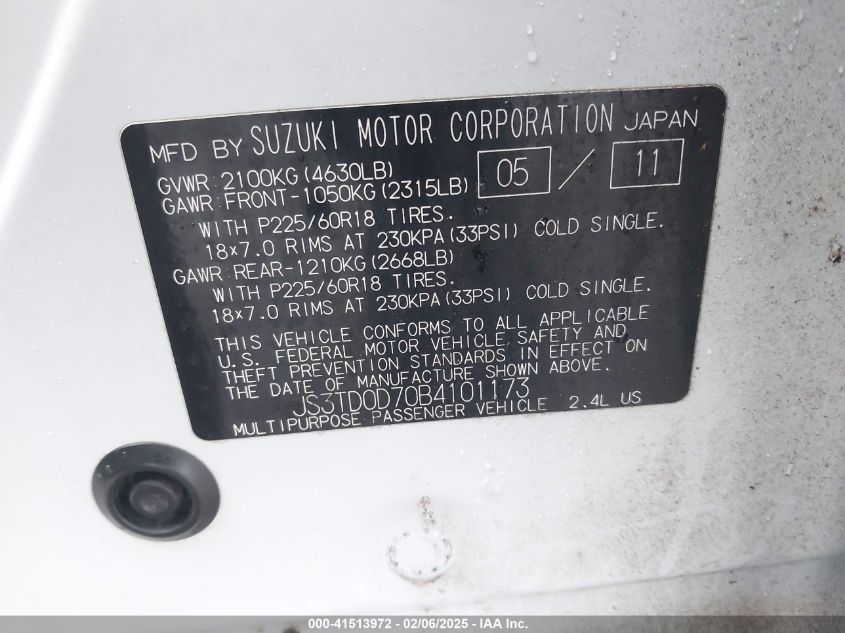 MFD BY SUZUKI MOTOR CORPORATION JAPAN
GVWR: 2100KG (4630LB) 05 / 11
GAWR: FRONT-1050KG (2315LB)
WITH P225/60R18 TIRES.
18x7.0 RIMS AT 230KPA (33PSI) COLD SINGLE.
GAWR: REAR-1210KG (2668LB)
WITH P225/60R18 TIRES.
18x7.0 RIMS AT 230KPA (33PSI) COLD SINGLE.
THIS VEHICLE CONFORMS TO ALL APPLICABLE
U.S. FEDERAL MOTOR VEHICLE SAFETY AND
THEFT PREVENTION STANDARDS IN EFFECT ON
THE DATE OF MANUFACTURE SHOWN ABOVE.
JS3TD0D70B4101173
MULTIPURPOSE PASSENGER VEHICLE 2.4L US
000-41513972 - 02/06/2025 - IAA Inc.